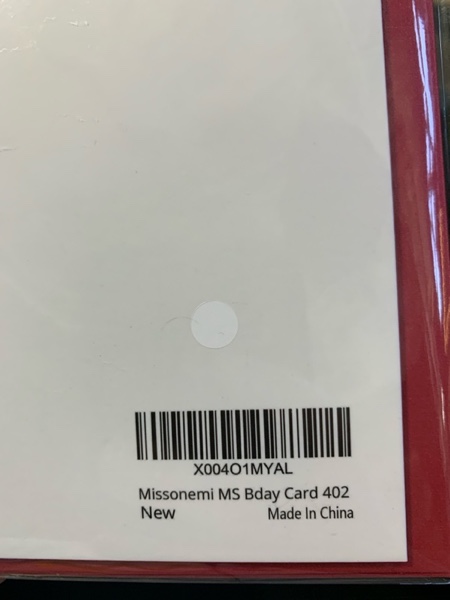 X004O1MYAL
Missonemi MS Bday Card 402
New Made In China